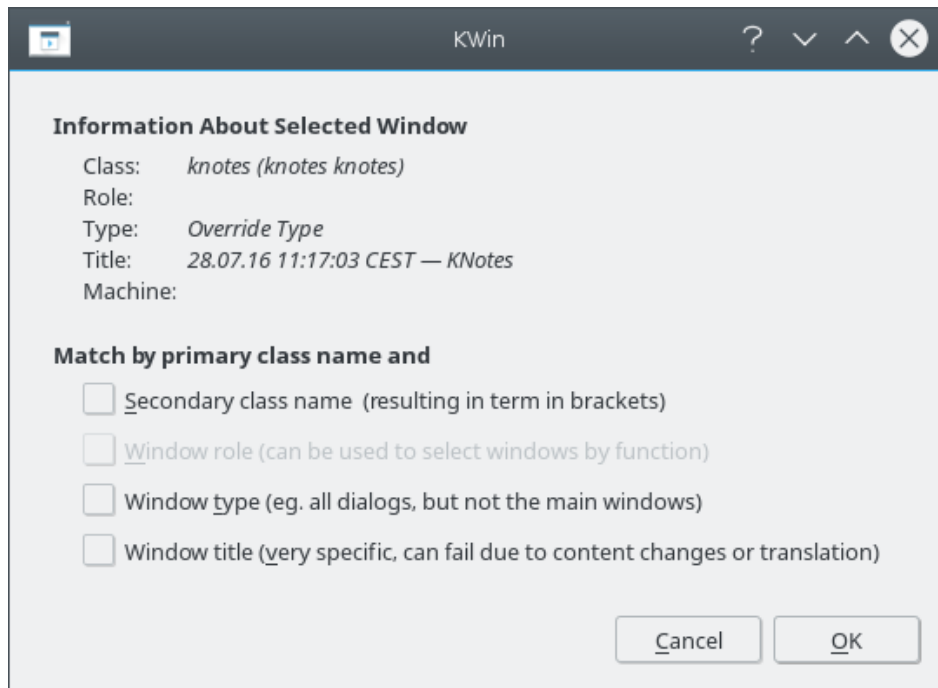 KWin
Information About Selected Window
Class: knotes (knotes knotes)
Role:
Type: Override Type
Title: 28.07.16 11:17:03 CEST — KNotes
Machine:
Match by primary class name and
Secondary class name (resulting in term in brackets)
Window role (can be used to select windows by function)
Window type (eg. all dialogs, but not the main windows)
Window title (very specific, can fail due to content changes or translation)
Cancel OK